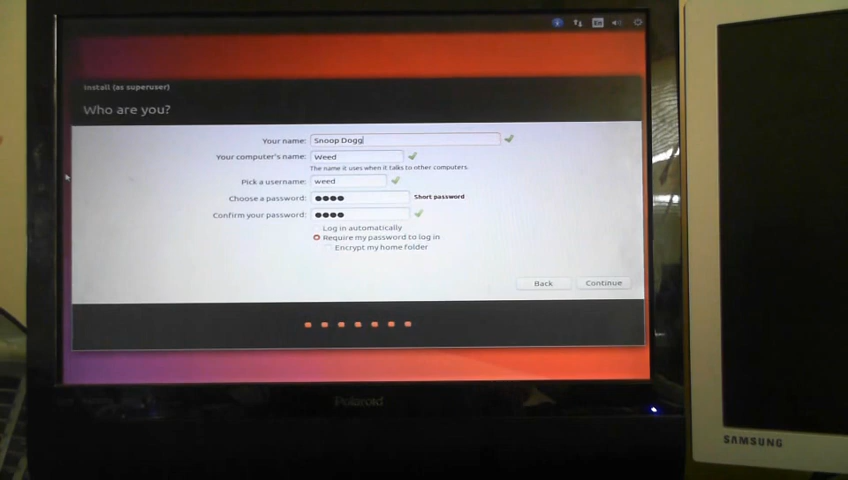 En
Install (as superuser)
Who are you?
Your name: Snoop Dogg
Your computer's name: Weed
The name it uses when it talks to other computers.
Pick a username: weed
Choose a password: ●●●● Short password
Confirm your password: ●●●●
Log in automatically
Require my password to log in
Encrypt my home folder
Back Continue
Polaroid
SAMSUNG